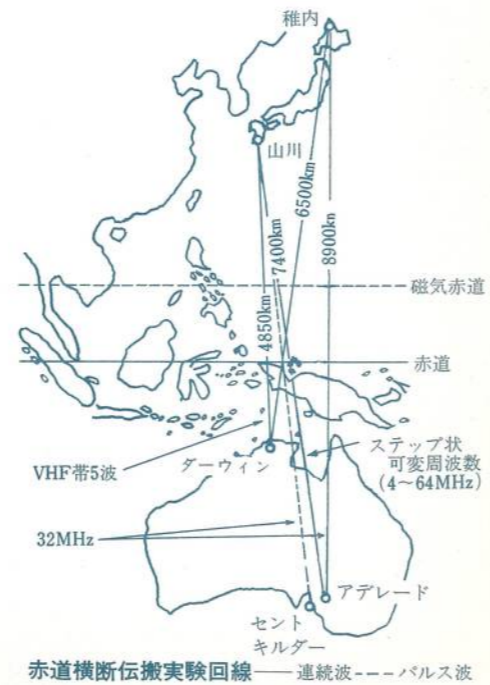 稚内
山川
6500km
7400km
8900km
4850km
磁気赤道
赤道
VHF帯5波
ダーウィン
ステップ状
可変周波数
(4～64MHz)
32MHz
アデレード
セント
キルダー
赤道横断伝搬実験回線 —— 連続波 --- パルス波